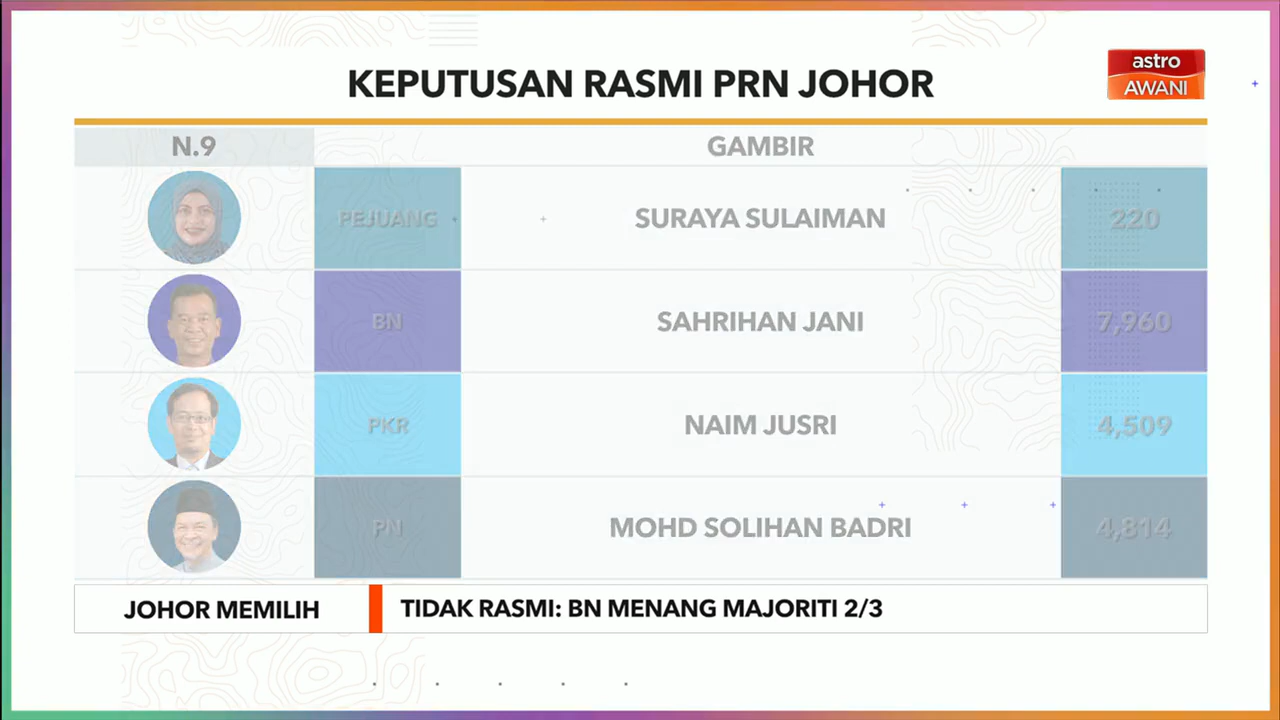 KEPUTUSAN RASMI PRN JOHOR
astro
AWANI
N.9 GAMBIR
PEJUANG SURAYA SULAIMAN 220
BN SAHRIHAN JANI 7,960
PKR NAIM JUSRI 4,509
PN MOHD SOLIHAN BADRI 4,814
JOHOR MEMILIH TIDAK RASMI: BN MENANG MAJORITI 2/3